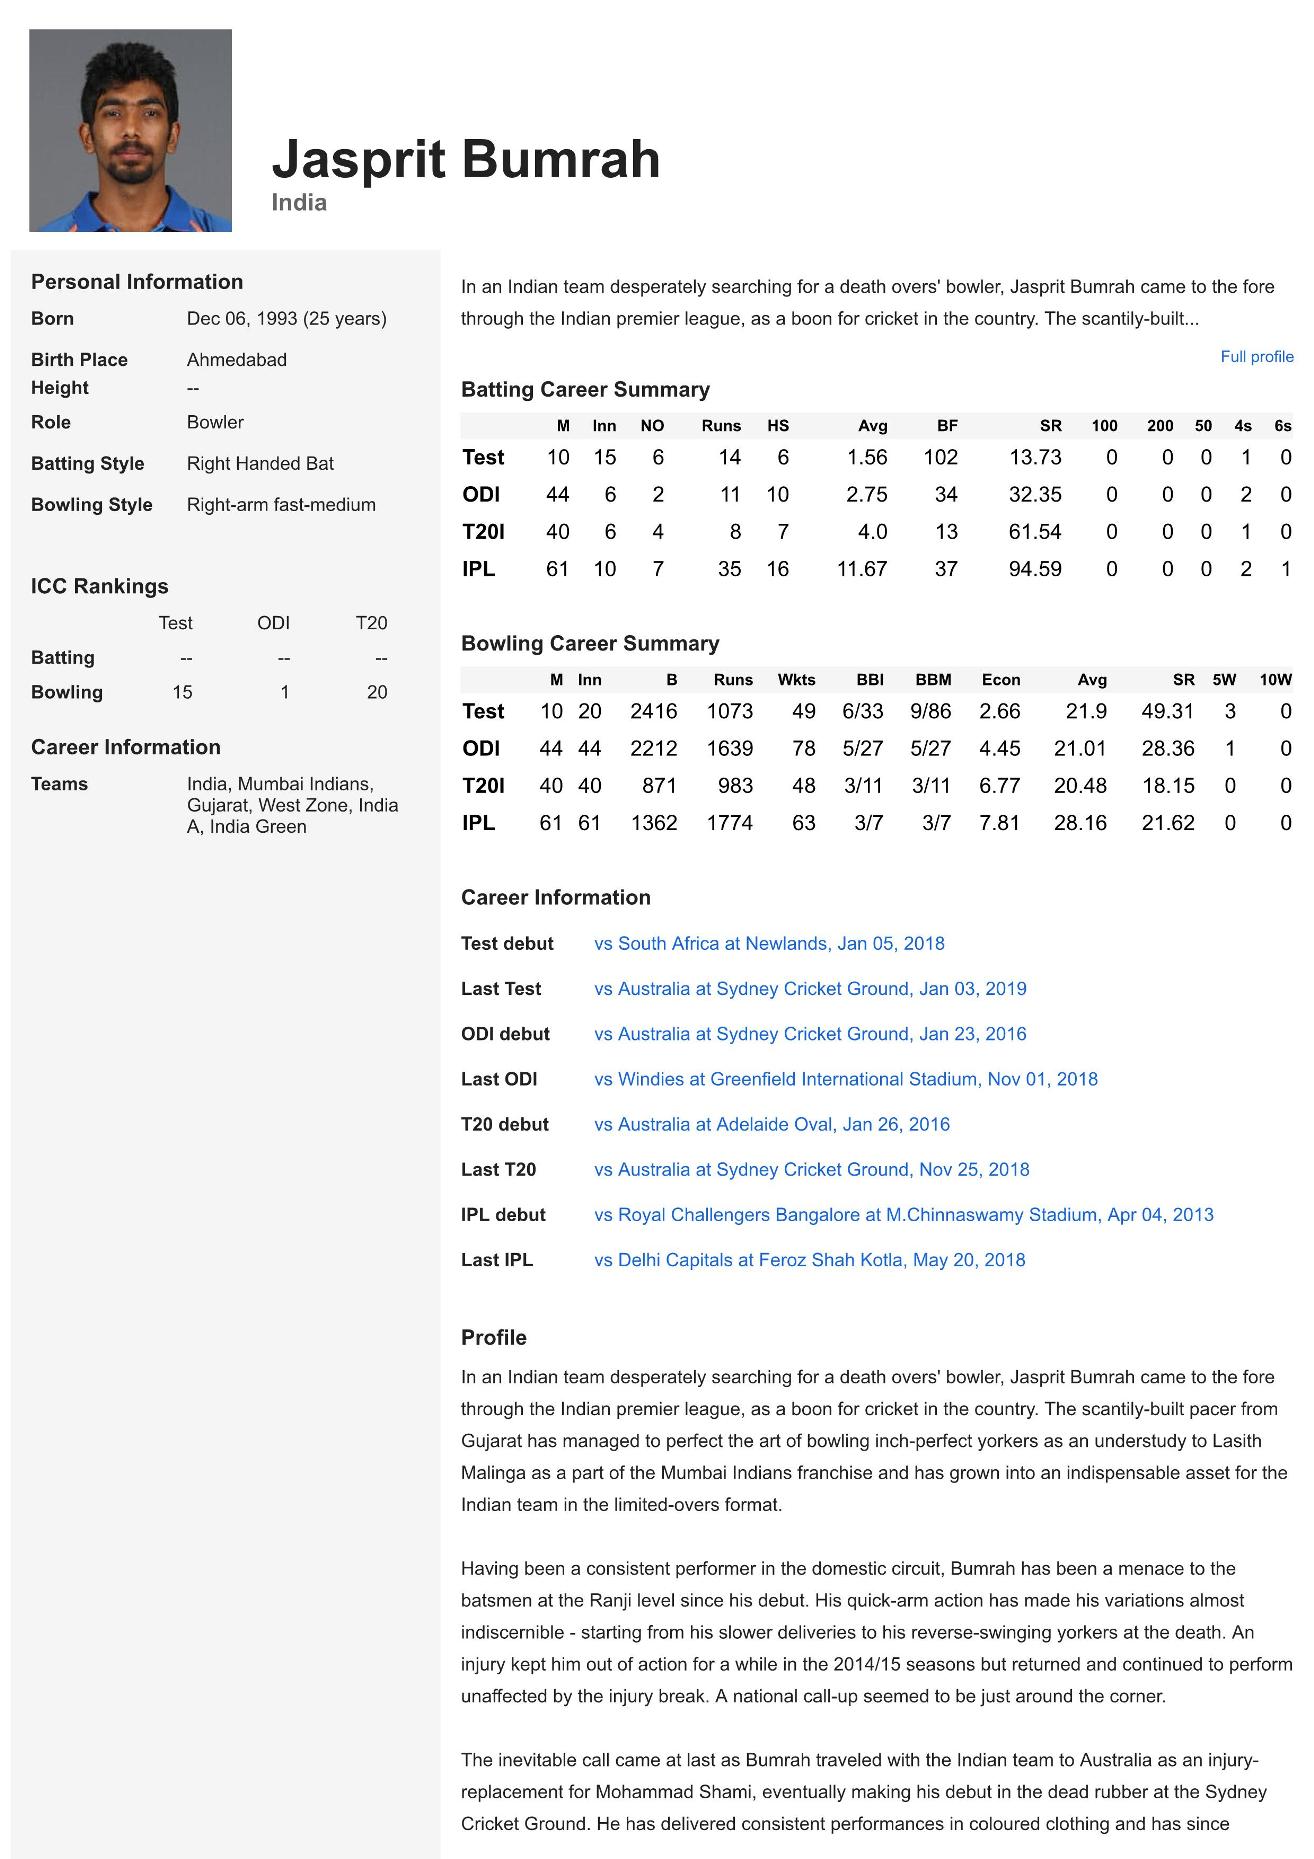 Jasprit Bumrah
India
Personal Information
Born Dec 06, 1993 (25 years)
Birth Place Ahmedabad
Height --
Role Bowler
Batting Style Right Handed Bat
Bowling Style Right-arm fast-medium
ICC Rankings
Test ODI T20
Batting -- -- --
Bowling 15 1 20
Career Information
Teams India, Mumbai Indians,
Gujarat, West Zone, India
A, India Green
In an Indian team desperately searching for a death overs' bowler, Jasprit Bumrah came to the fore
through the Indian premier league, as a boon for cricket in the country. The scantily-built...
Full profile
Batting Career Summary
M Inn NO Runs HS Avg BF SR 100 200 50 4s 6s
Test 10 15 6 14 6 1.56 102 13.73 0 0 0 1 0
ODI 44 6 2 11 10 2.75 34 32.35 0 0 0 2 0
T20I 40 6 4 8 7 4.0 13 61.54 0 0 0 1 0
IPL 61 10 7 35 16 11.67 37 94.59 0 0 0 2 1
Bowling Career Summary
M Inn B Runs Wkts BBI BBM Econ Avg SR 5W 10W
Test 10 20 2416 1073 49 6/33 9/86 2.66 21.9 49.31 3 0
ODI 44 44 2212 1639 78 5/27 5/27 4.45 21.01 28.36 1 0
T20I 40 40 871 983 48 3/11 3/11 6.77 20.48 18.15 0 0
IPL 61 61 1362 1774 63 3/7 3/7 7.81 28.16 21.62 0 0
Career Information
Test debut vs South Africa at Newlands, Jan 05, 2018
Last Test vs Australia at Sydney Cricket Ground, Jan 03, 2019
ODI debut vs Australia at Sydney Cricket Ground, Jan 23, 2016
Last ODI vs Windies at Greenfield International Stadium, Nov 01, 2018
T20 debut vs Australia at Adelaide Oval, Jan 26, 2016
Last T20 vs Australia at Sydney Cricket Ground, Nov 25, 2018
IPL debut vs Royal Challengers Bangalore at M.Chinnaswamy Stadium, Apr 04, 2013
Last IPL vs Delhi Capitals at Feroz Shah Kotla, May 20, 2018
Profile
In an Indian team desperately searching for a death overs' bowler, Jasprit Bumrah came to the fore
through the Indian premier league, as a boon for cricket in the country. The scantily-built pacer from
Gujarat has managed to perfect the art of bowling inch-perfect yorkers as an understudy to Lasith
Malinga as a part of the Mumbai Indians franchise and has grown into an indispensable asset for the
Indian team in the limited-overs format.
Having been a consistent performer in the domestic circuit, Bumrah has been a menace to the
batsmen at the Ranji level since his debut. His quick-arm action has made his variations almost
indiscernible - starting from his slower deliveries to his reverse-swinging yorkers at the death. An
injury kept him out of action for a while in the 2014/15 seasons but returned and continued to perform
unaffected by the injury break. A national call-up seemed to be just around the corner.
The inevitable call came at last as Bumrah traveled with the Indian team to Australia as an injury-
replacement for Mohammad Shami, eventually making his debut in the dead rubber at the Sydney
Cricket Ground. He has delivered consistent performances in coloured clothing and has since